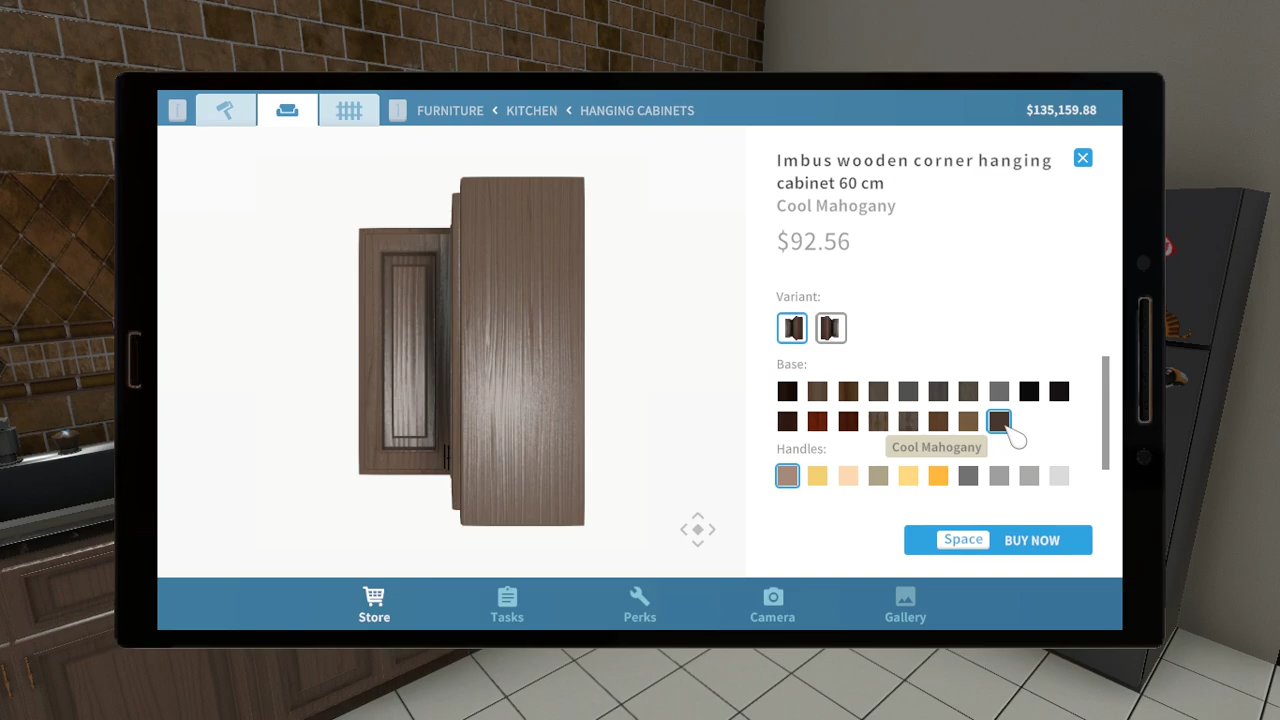 FURNITURE < KITCHEN < HANGING CABINETS
$135,159.88
Imbus wooden corner hanging
cabinet 60 cm
Cool Mahogany
$92.56
Variant:
Base:
Cool Mahogany
Handles:
Space BUY NOW
Store
Tasks
Perks
Camera
Gallery